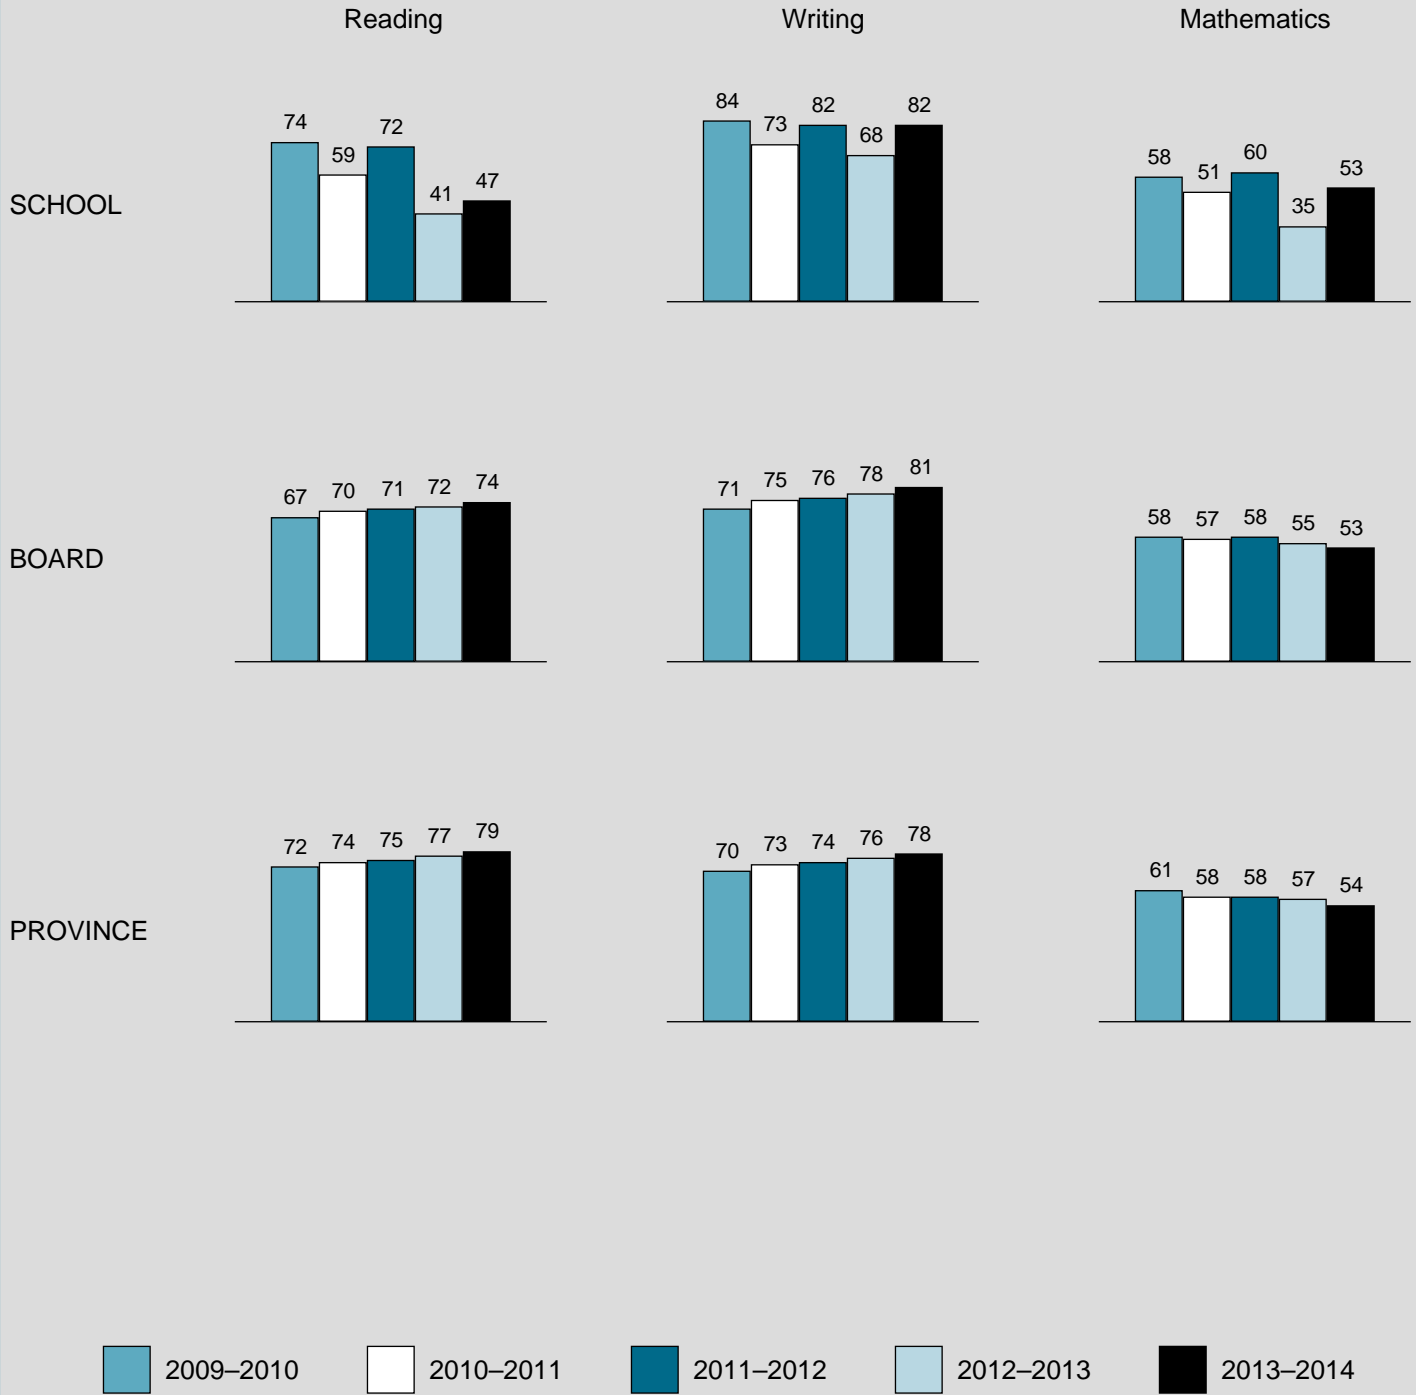 Reading Writing Mathematics
SCHOOL
74 59 72 41 47
84 73 82 68 82
58 51 60 35 53
BOARD
67 70 71 72 74
71 75 76 78 81
58 57 58 55 53
PROVINCE
72 74 75 77 79
70 73 74 76 78
61 58 58 57 54
2009–2010 2010–2011 2011–2012 2012–2013 2013–2014